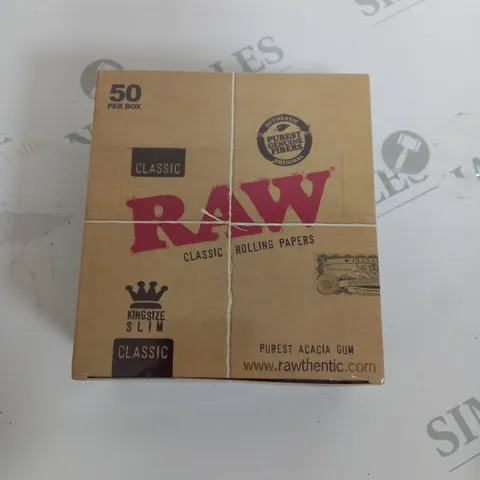 50
PER BOX
AUTHENTIC
PUREST
GENUINE
FIBERS
ORIGINAL
CLASSIC
RAW
CLASSIC ROLLING PAPERS
KINGSIZE
SLIM
CLASSIC
PUREST ACACIA GUM
www.rawthentic.com